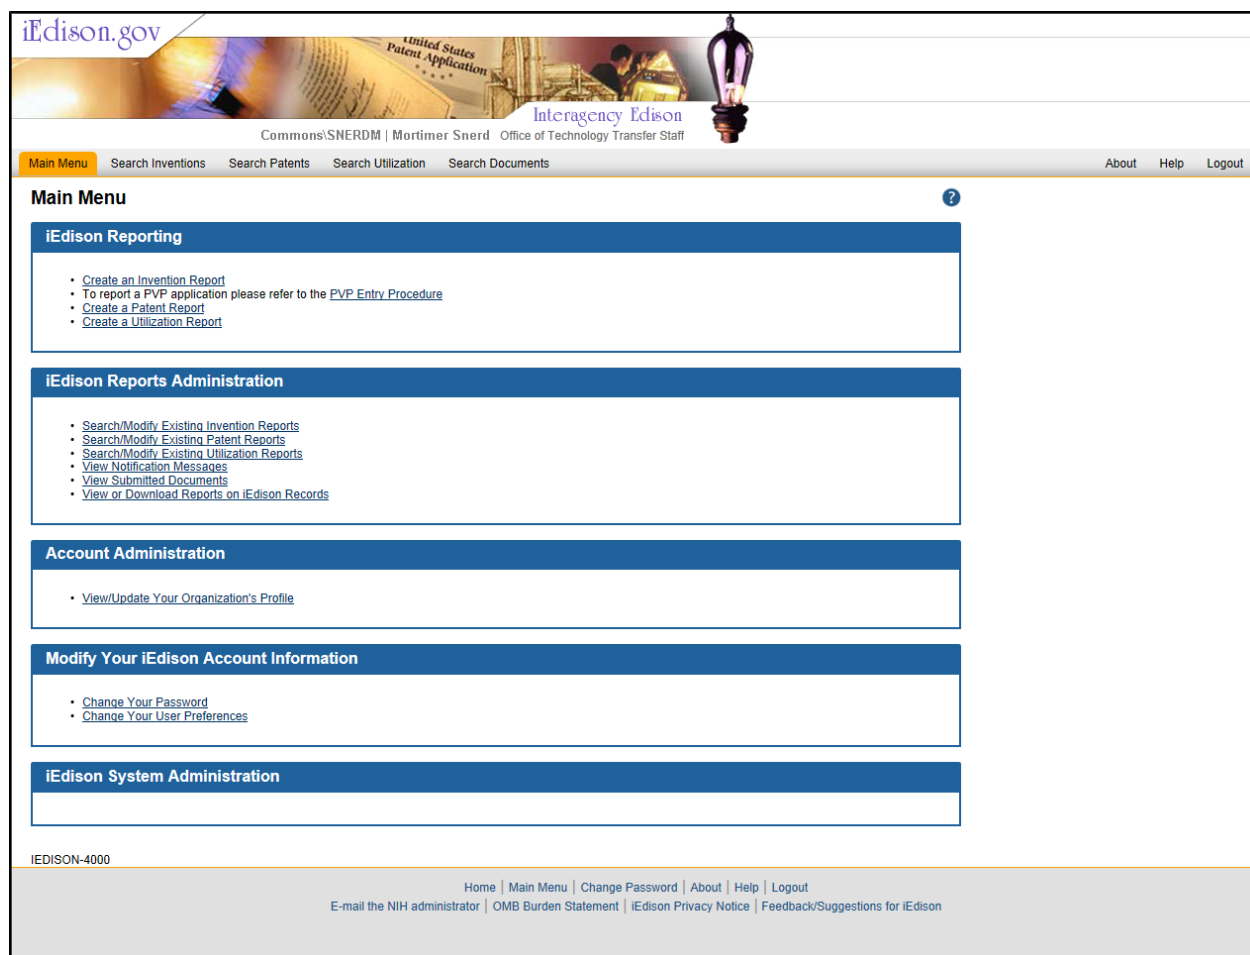 iEdison.gov
United States
Patent Application
Interagency Edison
Commons\SNERDM | Mortimer Snerd Office of Technology Transfer Staff
Main Menu Search Inventions Search Patents Search Utilization Search Documents About Help Logout
Main Menu ?
iEdison Reporting
• Create an Invention Report
• To report a PVP application please refer to the PVP Entry Procedure
• Create a Patent Report
• Create a Utilization Report
iEdison Reports Administration
• Search/Modify Existing Invention Reports
• Search/Modify Existing Patent Reports
• Search/Modify Existing Utilization Reports
• View Notification Messages
• View Submitted Documents
• View or Download Reports on iEdison Records
Account Administration
• View/Update Your Organization's Profile
Modify Your iEdison Account Information
• Change Your Password
• Change Your User Preferences
iEdison System Administration
IEDISON-4000
Home | Main Menu | Change Password | About | Help | Logout
E-mail the NIH administrator | OMB Burden Statement | iEdison Privacy Notice | Feedback/Suggestions for iEdison